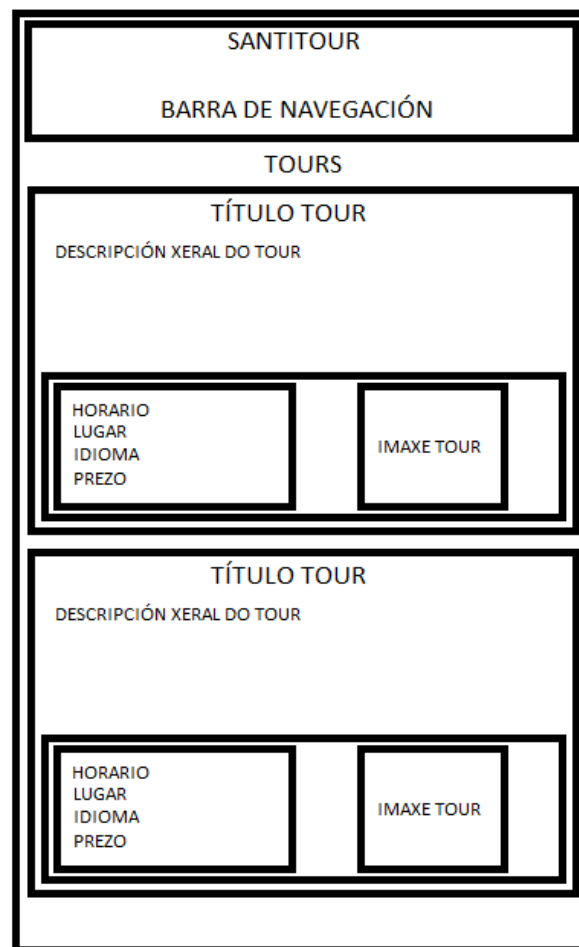 SANTITOUR
BARRA DE NAVEGACIÓN
TOURS
TÍTULO TOUR
DESCRIPCIÓN XERAL DO TOUR
HORARIO
LUGAR
IDIOMA
PREZO
IMAXE TOUR
TÍTULO TOUR
DESCRIPCIÓN XERAL DO TOUR
HORARIO
LUGAR
IDIOMA
PREZO
IMAXE TOUR